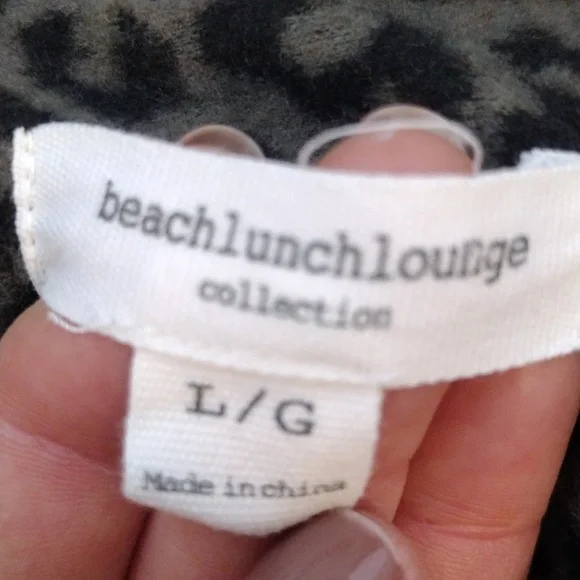 beachlunchlounge
collection
L/G
Made in china